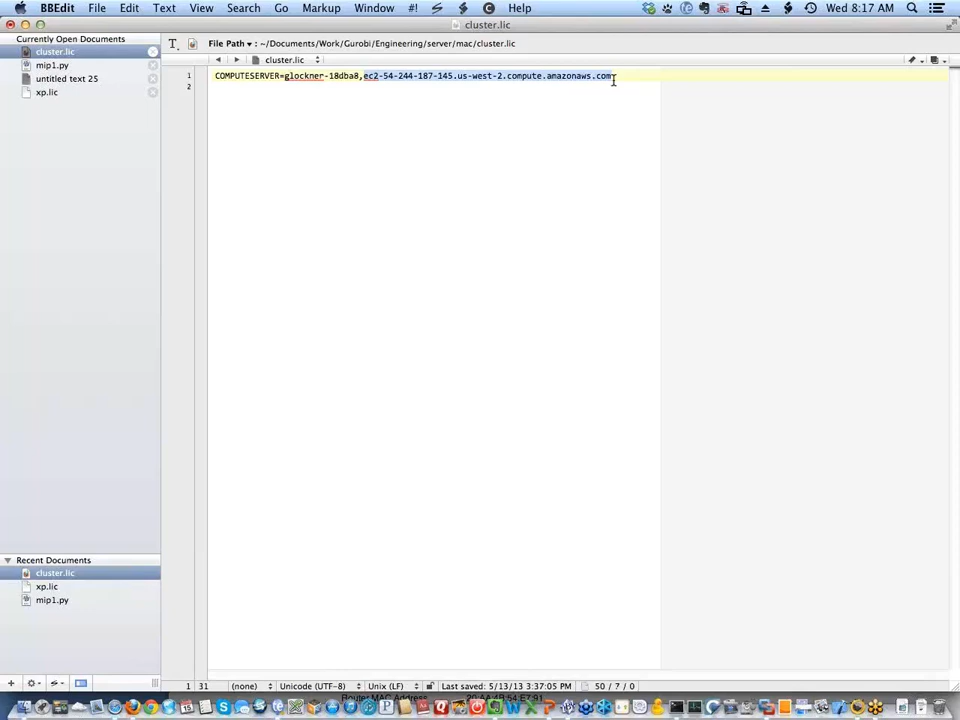 BBEdit File Edit Text View Search Go Markup Window #! Help Wed 8:17 AM
cluster.lic
Currently Open Documents
cluster.lic
mip1.py
untitled text 25
xp.lic
File Path ▾ : ~/Documents/Work/Gurobi/Engineering/server/mac/cluster.lic
cluster.lic
1 COMPUTESERVER=glockner-18dba8,ec2-54-244-187-145.us-west-2.compute.amazonaws.com
2
Recent Documents
cluster.lic
xp.lic
mip1.py
1 31 (none) Unicode (UTF-8) Unix (LF) Last saved: 5/13/13 3:37:05 PM 50 / 7 / 0